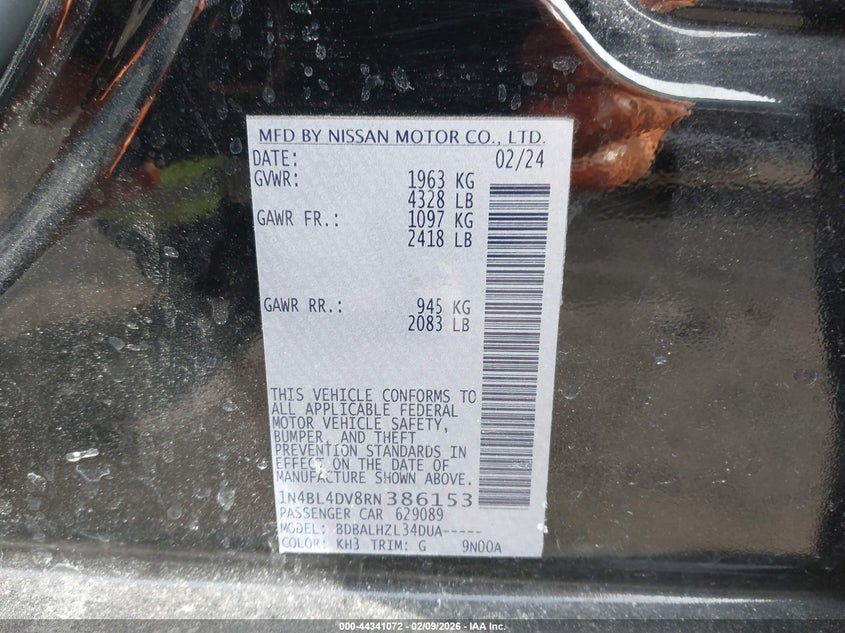 MFD BY NISSAN MOTOR CO., LTD.
DATE: 02/24
GVWR: 1963 KG
4328 LB
GAWR FR.: 1097 KG
2418 LB
GAWR RR.: 945 KG
2083 LB
THIS VEHICLE CONFORMS TO
ALL APPLICABLE FEDERAL
MOTOR VEHICLE SAFETY,
BUMPER, AND THEFT
PREVENTION STANDARDS IN
EFFECT ON THE DATE OF
MANUFACTURE SHOWN ABOVE.
1N4BL4DV8RN386153
PASSENGER CAR 629089
MODEL: BDBALHZL34DUA-----
COLOR: KH3 TRIM: G 9N00A
000-44341072 - 02/09/2026 - IAA Inc.